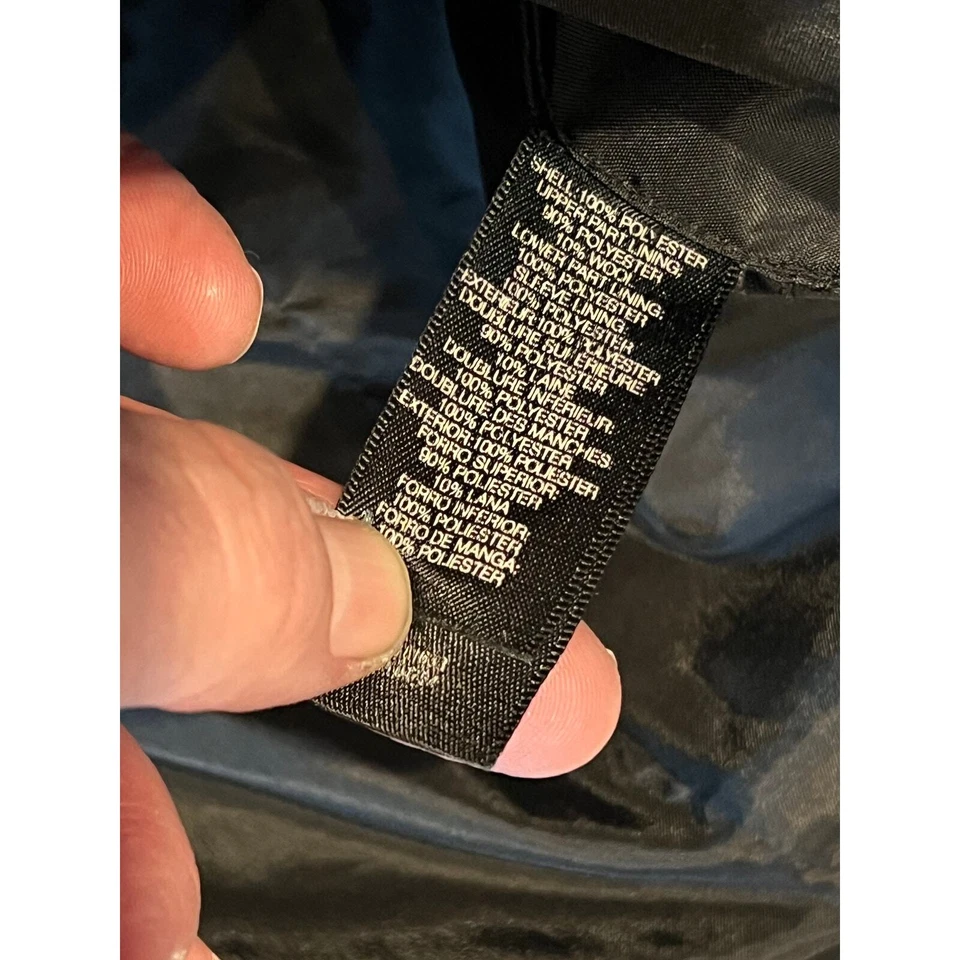 SHELL: 100% POLYESTER
UPPER PART LINING:
90% POLYESTER
10% WOOL
LOWER PART LINING:
100% POLYESTER
SLEEVE LINING:
100% POLYESTER
EXTERIEUR: 100% POLYESTER
DOUBLURE SUPERIEURE
90% POLYESTER
10% LAINE
DOUBLURE INFERIEUR:
100% POLYESTER
DOUBLURE DES MANCHES:
100% POLYESTER
EXTERIOR: 100% POLIESTER
FORRO SUPERIOR:
90% POLIESTER
10% LANA
FORRO INFERIOR:
100% POLIESTER
FORRO DE MANGA:
100% POLIESTER